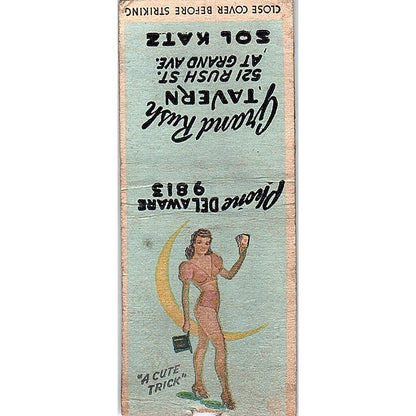 Phone DELAWARE
9813
Grand Rush
TAVERN
521 RUSH ST.
AT GRAND AVE.
SOL KATZ
CLOSE COVER BEFORE STRIKING
"A CUTE
TRICK"